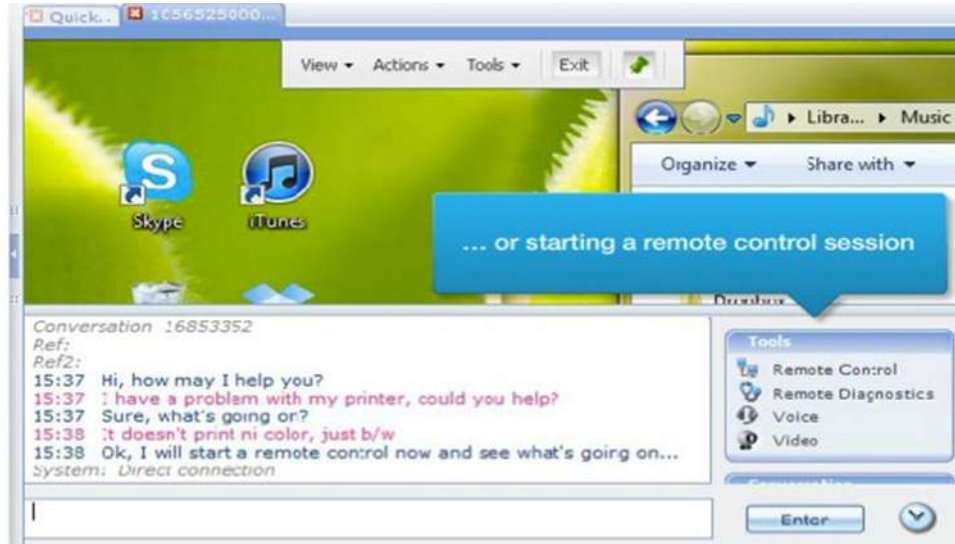 Quick..
1C56525000...
View Actions Tools Exit
Libra... Music
Organize Share with
Skype
iTunes
... or starting a remote control session
Dropbox
Conversation 16853352
Ref:
Ref2:
15:37 Hi, how may I help you?
15:37 I have a problem with my printer, could you help?
15:37 Sure, what's going on?
15:38 It doesn't print ni color, just b/w
15:38 Ok, I will start a remote control now and see what's going on...
System: Direct connection
Tools
Remote Control
Remote Diagnostics
Voice
Video
Enter